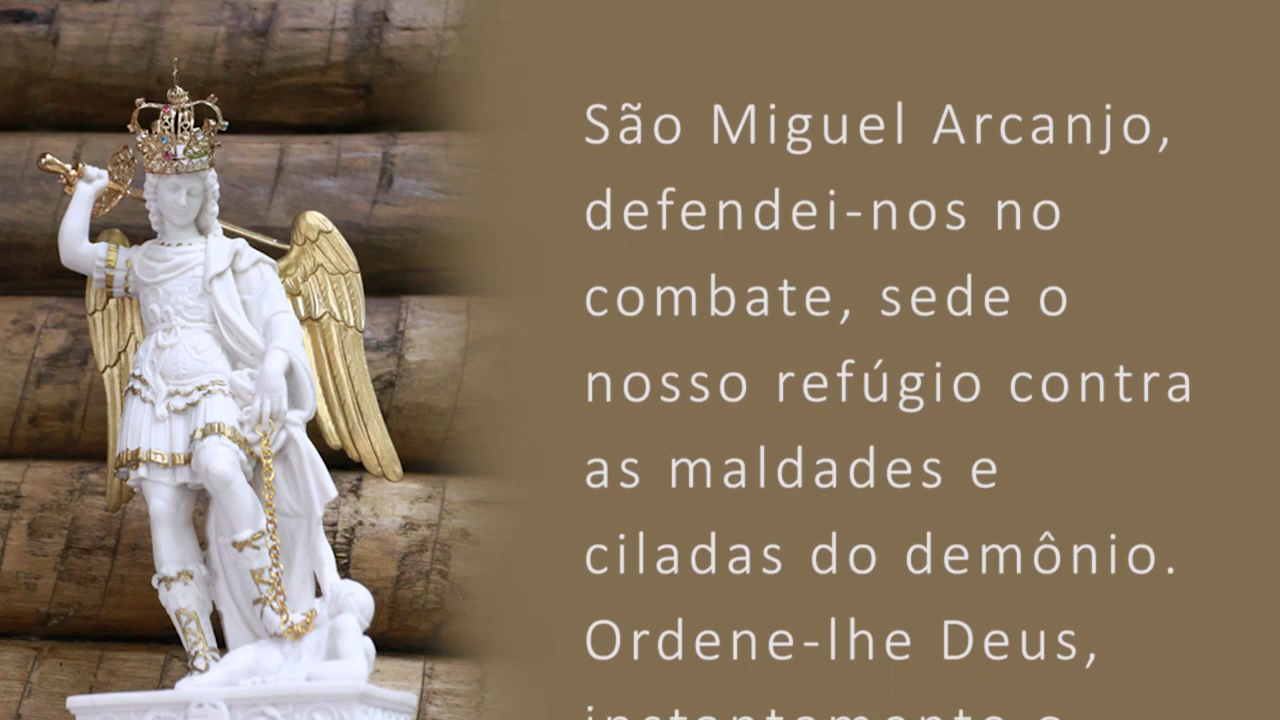 São Miguel Arcanjo,
defendei-nos no
combate, sede o
nosso refúgio contra
as maldades e
ciladas do demônio.
Ordene-lhe Deus,